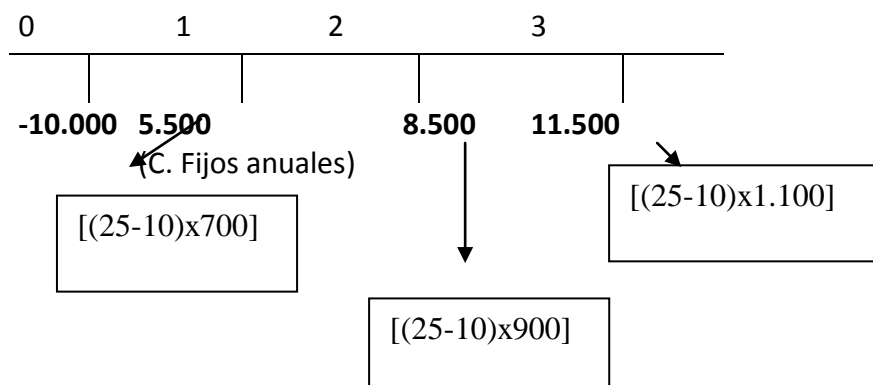 0 1 2 3
-10.000 5.500 8.500 11.500
(C. Fijos anuales)
[(25-10)x700]
[(25-10)x1.100]
[(25-10)x900]